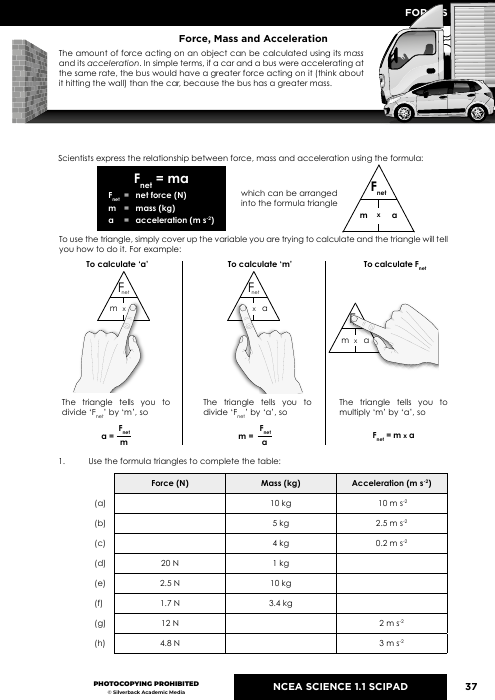 FORCES
Force, Mass and Acceleration
The amount of force acting on an object can be calculated using its mass
and its acceleration. In simple terms, if a car and a bus were accelerating at
the same rate, the bus would have a greater force acting on it (think about
it hitting the wall) than the car, because the bus has a greater mass.
Scientists express the relationship between force, mass and acceleration using the formula:
Fnet = ma
Fnet = net force (N)
m = mass (kg)
a = acceleration (m s-2)
which can be arranged
into the formula triangle
Fnet
m x a
To use the triangle, simply cover up the variable you are trying to calculate and the triangle will tell
you how to do it. For example:
To calculate 'a' To calculate 'm' To calculate Fnet
Fnet Fnet
m x x a m x a
The triangle tells you to
divide 'Fnet' by 'm', so
a = Fnet
m
The triangle tells you to
divide 'Fnet' by 'a', so
m = Fnet
a
The triangle tells you to
multiply 'm' by 'a', so
Fnet = m x a
1. Use the formula triangles to complete the table:
Force (N) Mass (kg) Acceleration (m s-2)
(a) 10 kg 10 m s-2
(b) 5 kg 2.5 m s-2
(c) 4 kg 0.2 m s-2
(d) 20 N 1 kg
(e) 2.5 N 10 kg
(f) 1.7 N 3.4 kg
(g) 12 N 2 m s-2
(h) 4.8 N 3 m s-2
PHOTOCOPYING PROHIBITED
© Silverback Academic Media
NCEA SCIENCE 1.1 SCIPAD
37